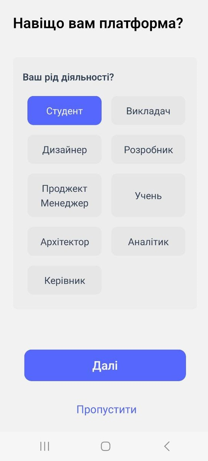 Навіщо вам платформа?
Ваш рід діяльності?
Студент
Викладач
Дизайнер
Розробник
Проджект
Менеджер
Учень
Архітектор
Аналітик
Керівник
Далі
Пропустити